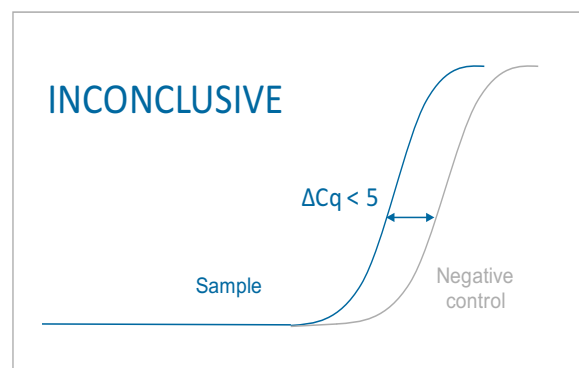 INCONCLUSIVE
ΔCq < 5
Sample
Negative
control